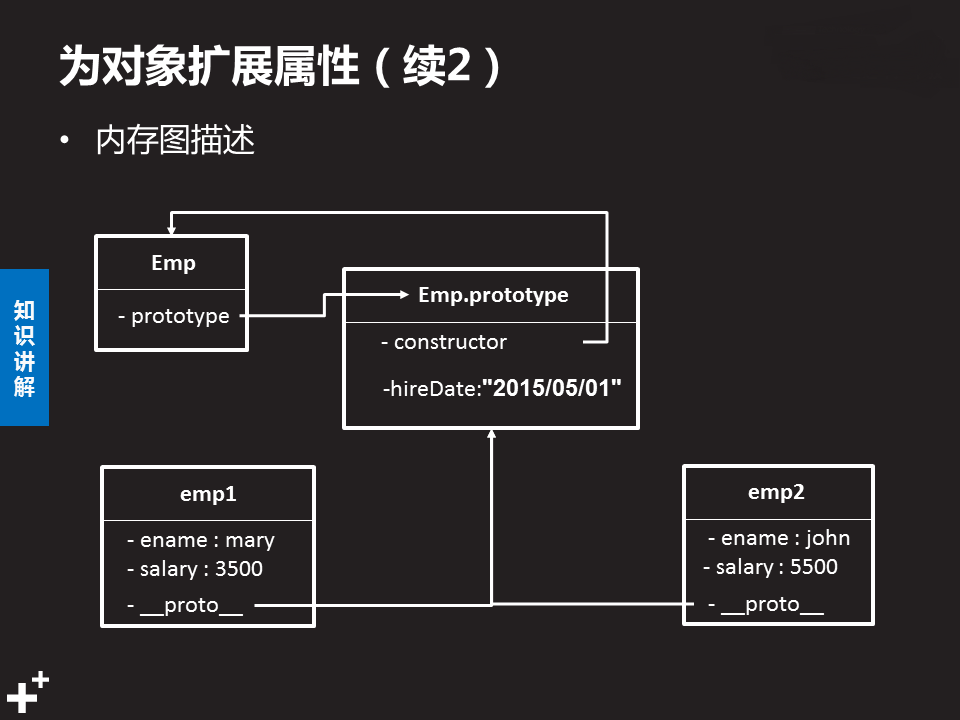 为对象扩展属性（续2）
• 内存图描述
知
识
讲
解
Emp
- prototype
Emp.prototype
- constructor
-hireDate:"2015/05/01"
emp1
- ename : mary
- salary : 3500
- __proto__
emp2
- ename : john
- salary : 5500
- __proto__